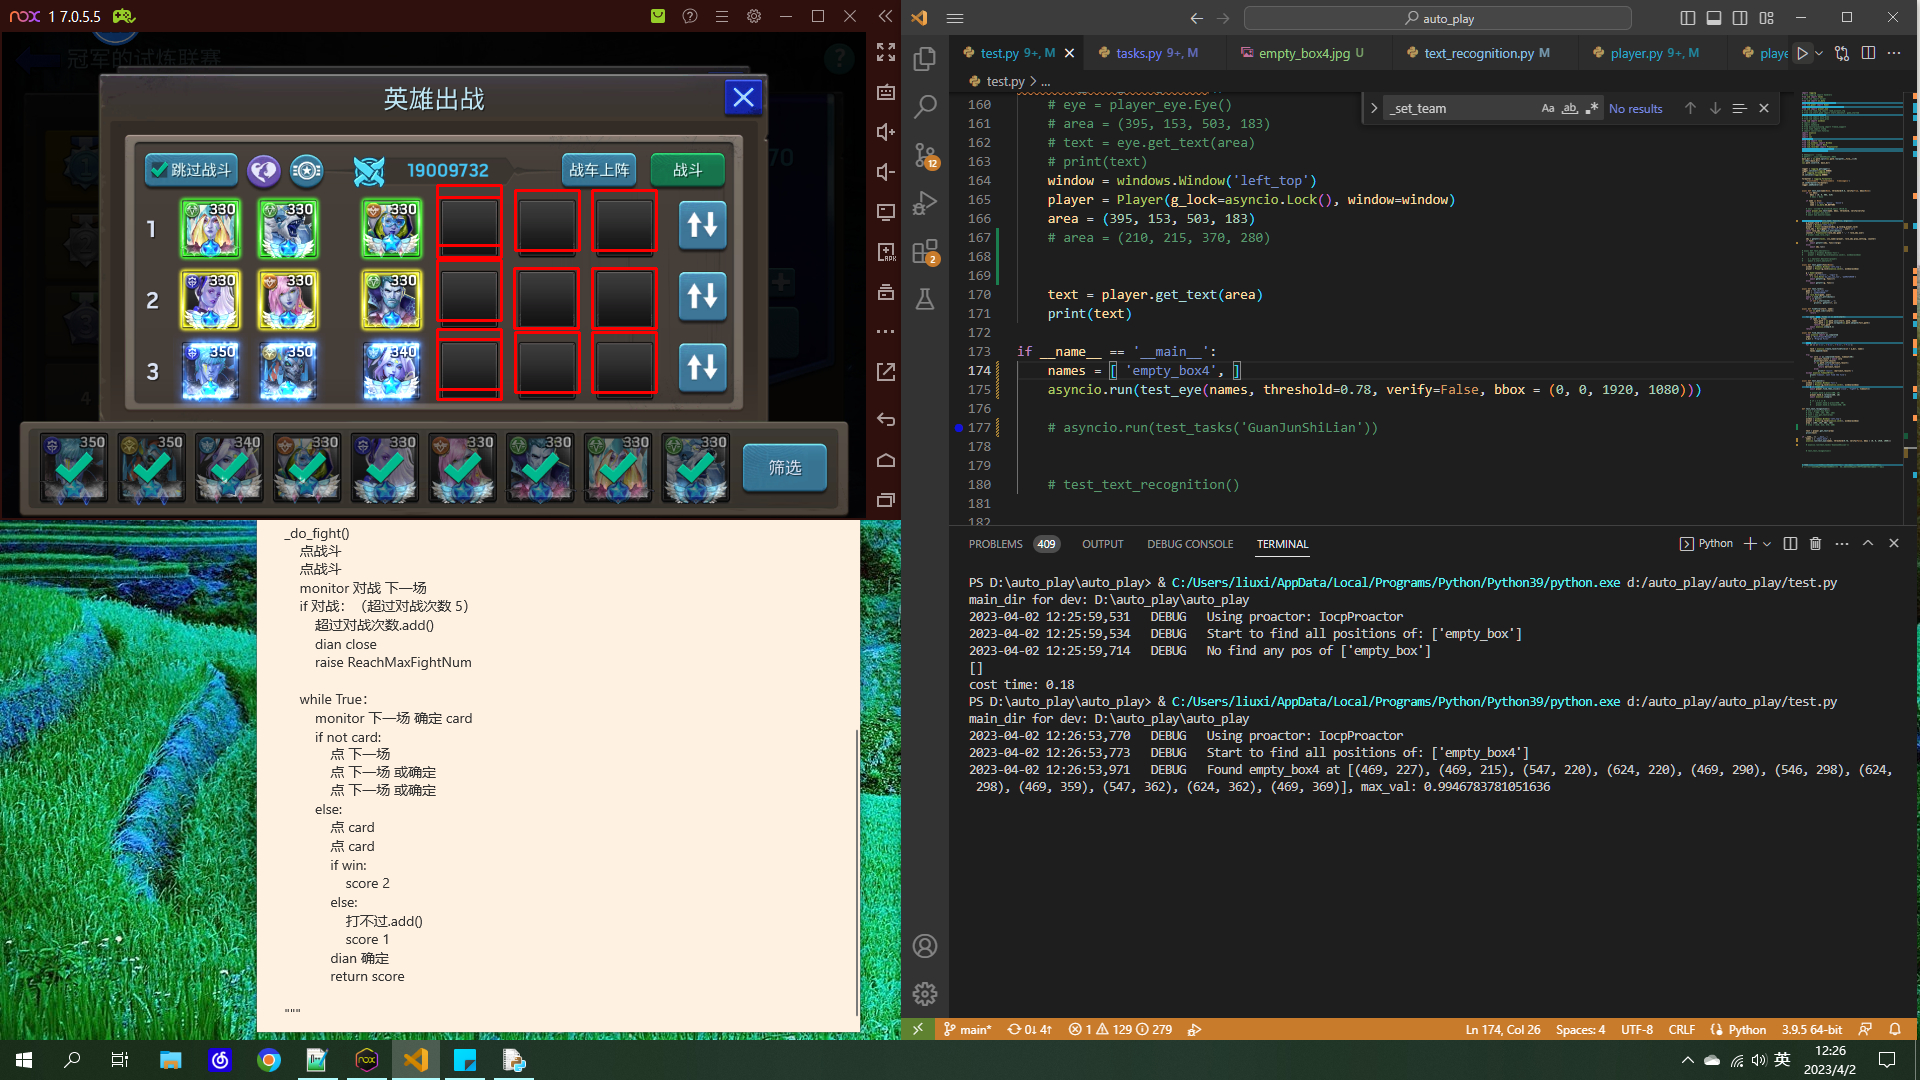 nox 1 7.0.5.5
冠军的试炼联赛
英雄出战
跳过战斗
19009732
战车上阵
战斗
1
330
330
330
2
330
330
330
3
350
350
340
350
350
340
330
330
330
330
330
330
筛选
_do_fight()
点战斗
点战斗
monitor 对战 下一场
if 对战：（超过对战次数 5）
超过对战次数.add()
dian close
raise ReachMaxFightNum
while True：
monitor 下一场 确定 card
if not card:
点 下一场
点 下一场 或确定
点 下一场 或确定
else:
点 card
点 card
if win:
score 2
else:
打不过.add()
score 1
dian 确定
return score
"""
auto_play
test.py 9+, M
tasks.py 9+, M
empty_box4.jpg U
text_recognition.py M
player.py 9+, M
playe
test.py > ...
_set_team
Aa
ab
No results
160 # eye = player_eye.Eye()
161 # area = (395, 153, 503, 183)
162 # text = eye.get_text(area)
163 # print(text)
164 window = windows.Window('left_top')
165 player = Player(g_lock=asyncio.Lock(), window=window)
166 area = (395, 153, 503, 183)
167 # area = (210, 215, 370, 280)
168
169
170 text = player.get_text(area)
171 print(text)
172
173 if __name__ == '__main__':
174 names = [ 'empty_box4', ]
175 asyncio.run(test_eye(names, threshold=0.78, verify=False, bbox = (0, 0, 1920, 1080)))
176
177 # asyncio.run(test_tasks('GuanJunShiLian'))
178
179
180 # test_text_recognition()
181
182
12
2
PROBLEMS 409
OUTPUT
DEBUG CONSOLE
TERMINAL
Python
PS D:\auto_play\auto_play> & C:/Users/liuxi/AppData/Local/Programs/Python/Python39/python.exe d:/auto_play/auto_play/test.py
main_dir for dev: D:\auto_play\auto_play
2023-04-02 12:25:59,531 DEBUG Using proactor: IocpProactor
2023-04-02 12:25:59,534 DEBUG Start to find all positions of: ['empty_box']
2023-04-02 12:25:59,714 DEBUG No find any pos of ['empty_box']
[]
cost time: 0.18
PS D:\auto_play\auto_play> & C:/Users/liuxi/AppData/Local/Programs/Python/Python39/python.exe d:/auto_play/auto_play/test.py
main_dir for dev: D:\auto_play\auto_play
2023-04-02 12:26:53,770 DEBUG Using proactor: IocpProactor
2023-04-02 12:26:53,773 DEBUG Start to find all positions of: ['empty_box4']
2023-04-02 12:26:53,971 DEBUG Found empty_box4 at [(469, 227), (469, 215), (547, 220), (624, 220), (469, 290), (546, 298), (624,
298), (469, 359), (547, 362), (624, 362), (469, 369)], max_val: 0.9946783781051636
main*
0↓ 4↑
1 129 279
Ln 174, Col 26
Spaces: 4
UTF-8
CRLF
Python
3.9.5 64-bit
英
12:26
2023/4/2